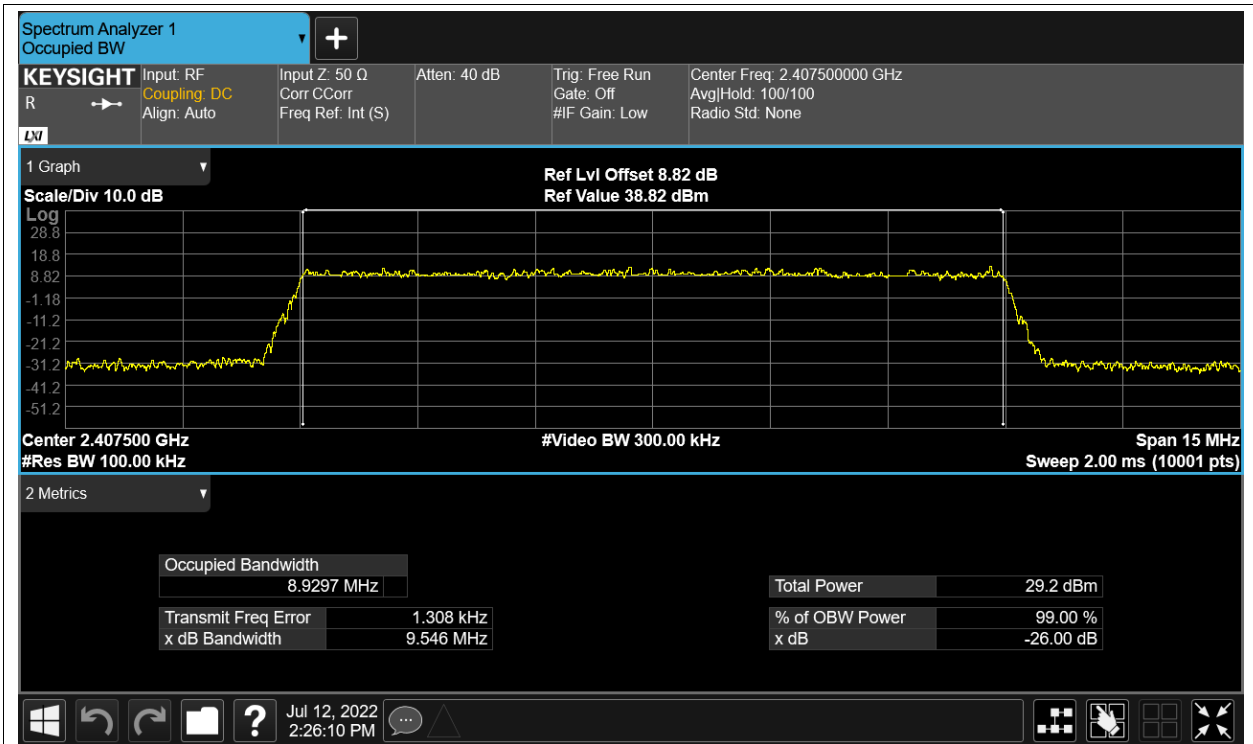 Spectrum Analyzer 1
Occupied BW
+
KEYSIGHT
R
LXI
Input: RF
Coupling: DC
Align: Auto
Input Z: 50 Ω
Corr CCorr
Freq Ref: Int (S)
Atten: 40 dB
Trig: Free Run
Gate: Off
#IF Gain: Low
Center Freq: 2.407500000 GHz
Avg|Hold: 100/100
Radio Std: None
1 Graph
Scale/Div 10.0 dB
Ref Lvl Offset 8.82 dB
Ref Value 38.82 dBm
Log
28.8
18.8
8.82
-1.18
-11.2
-21.2
-31.2
-41.2
-51.2
Center 2.407500 GHz
#Res BW 100.00 kHz
#Video BW 300.00 kHz
Span 15 MHz
Sweep 2.00 ms (10001 pts)
2 Metrics
Occupied Bandwidth
8.9297 MHz
Transmit Freq Error 1.308 kHz
x dB Bandwidth 9.546 MHz
Total Power 29.2 dBm
% of OBW Power 99.00 %
x dB -26.00 dB
?
Jul 12, 2022
2:26:10 PM